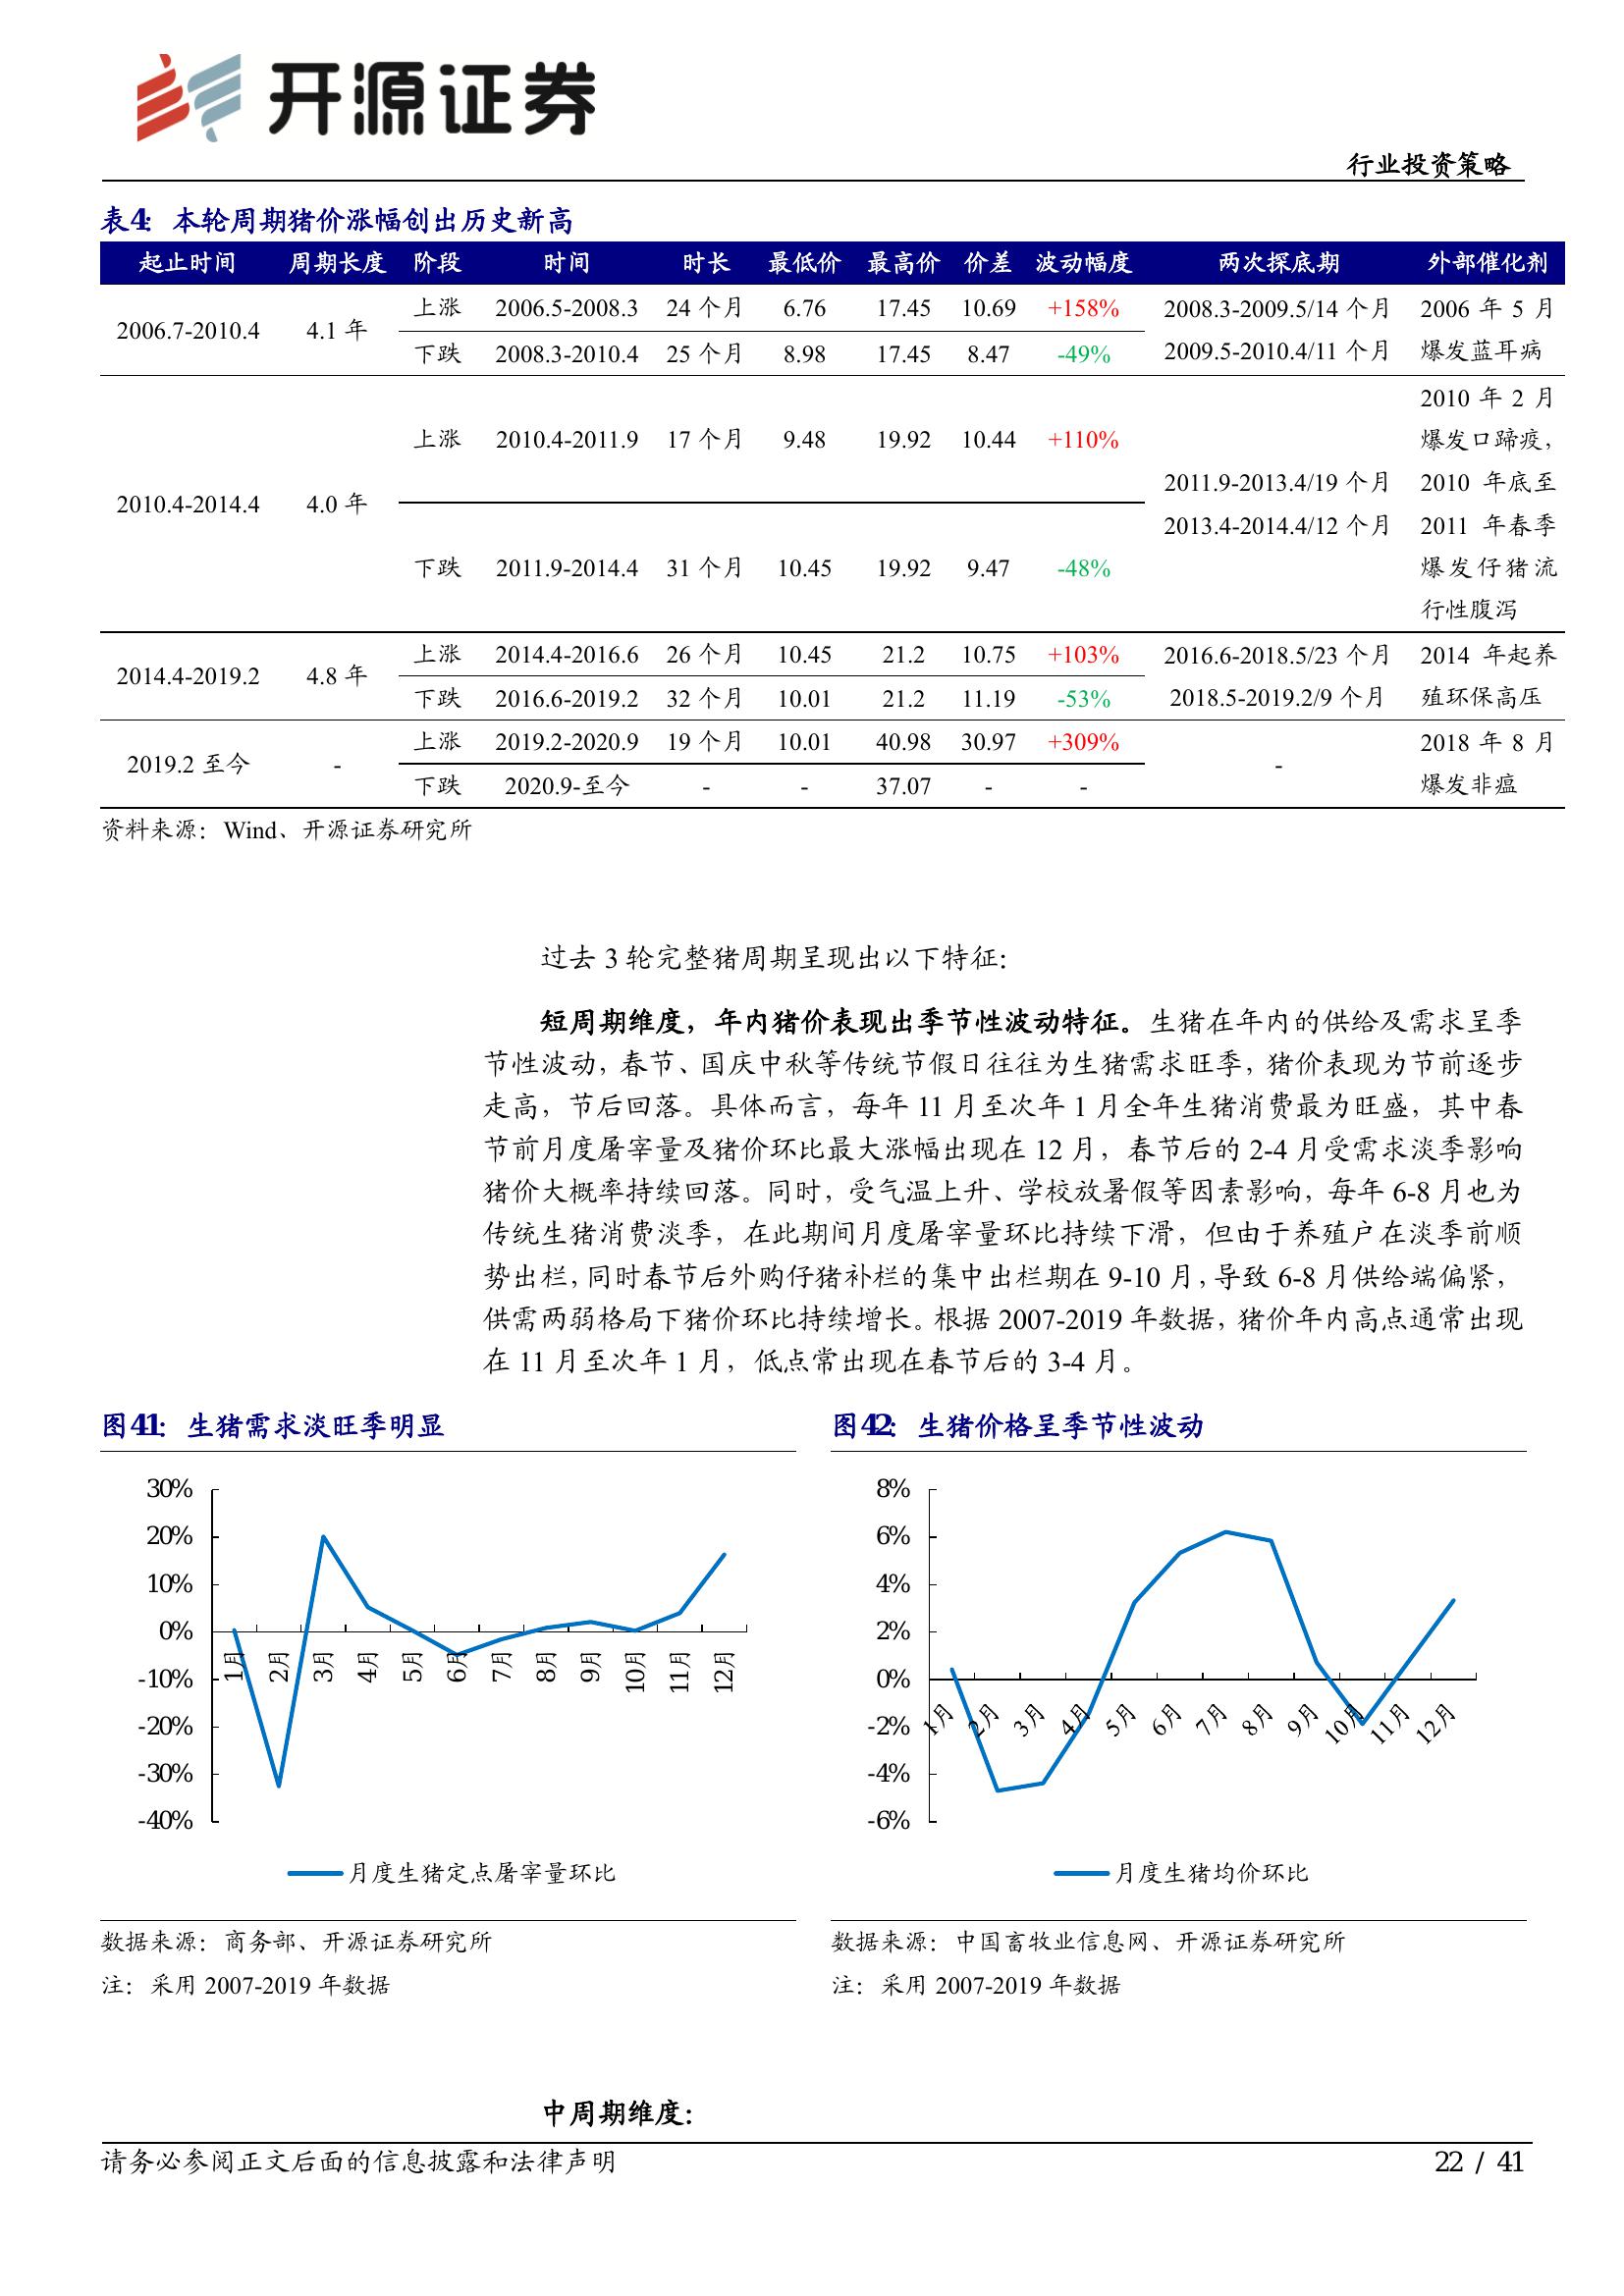 开源证券
行业投资策略
表4：本轮周期猪价涨幅创出历史新高
起止时间 周期长度 阶段 时间 时长 最低价 最高价 价差 波动幅度 两次探底期 外部催化剂
2006.7-2010.4 4.1 年 上涨 2006.5-2008.3 24 个月 6.76 17.45 10.69 +158% 2008.3-2009.5/14 个月 2006 年 5 月
下跌 2008.3-2010.4 25 个月 8.98 17.45 8.47 -49% 2009.5-2010.4/11 个月 爆发蓝耳病
2010.4-2014.4 4.0 年 上涨 2010.4-2011.9 17 个月 9.48 19.92 10.44 +110% 2011.9-2013.4/19 个月 2010 年 2 月
爆发口蹄疫，
2010 年底至
下跌 2011.9-2014.4 31 个月 10.45 19.92 9.47 -48% 2013.4-2014.4/12 个月 2011 年春季
爆发仔猪流
行性腹泻
2014.4-2019.2 4.8 年 上涨 2014.4-2016.6 26 个月 10.45 21.2 10.75 +103% 2016.6-2018.5/23 个月 2014 年起养
下跌 2016.6-2019.2 32 个月 10.01 21.2 11.19 -53% 2018.5-2019.2/9 个月 殖环保高压
2019.2 至今 - 上涨 2019.2-2020.9 19 个月 10.01 40.98 30.97 +309% - 2018 年 8 月
下跌 2020.9-至今 - - 37.07 - - 爆发非瘟
资料来源：Wind、开源证券研究所
过去 3 轮完整猪周期呈现出以下特征：
短周期维度，年内猪价表现出季节性波动特征。生猪在年内的供给及需求呈季
节性波动，春节、国庆中秋等传统节假日往往为生猪需求旺季，猪价表现为节前逐步
走高，节后回落。具体而言，每年 11 月至次年 1 月全年生猪消费最为旺盛，其中春
节前月度屠宰量及猪价环比最大涨幅出现在 12 月，春节后的 2-4 月受需求淡季影响
猪价大概率持续回落。同时，受气温上升、学校放暑假等因素影响，每年 6-8 月也为
传统生猪消费淡季，在此期间月度屠宰量环比持续下滑，但由于养殖户在淡季前顺
势出栏，同时春节后外购仔猪补栏的集中出栏期在 9-10 月，导致 6-8 月供给端偏紧，
供需两弱格局下猪价环比持续增长。根据 2007-2019 年数据，猪价年内高点通常出现
在 11 月至次年 1 月，低点常出现在春节后的 3-4 月。
图41：生猪需求淡旺季明显
30%
20%
10%
0%
-10%
-20%
-30%
-40%
1月 2月 3月 4月 5月 6月 7月 8月 9月 10月 11月 12月
月度生猪定点屠宰量环比
数据来源：商务部、开源证券研究所
注：采用 2007-2019 年数据
图42：生猪价格呈季节性波动
8%
6%
4%
2%
0%
-2%
-4%
-6%
1月 2月 3月 4月 5月 6月 7月 8月 9月 10月 11月 12月
月度生猪均价环比
数据来源：中国畜牧业信息网、开源证券研究所
注：采用 2007-2019 年数据
中周期维度：
请务必参阅正文后面的信息披露和法律声明
22 / 41